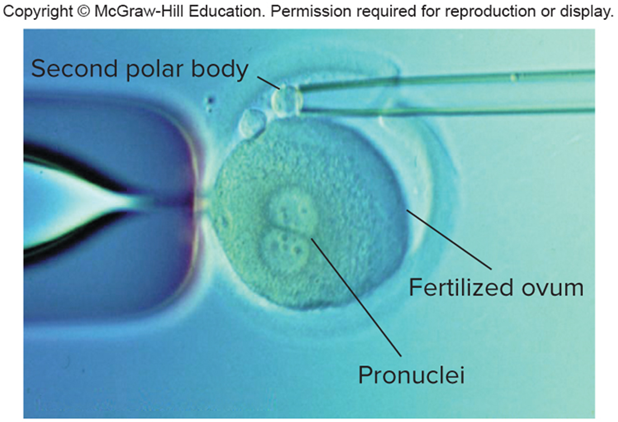 Copyright © McGraw-Hill Education. Permission required for reproduction or display.
Second polar body
Fertilized ovum
Pronuclei